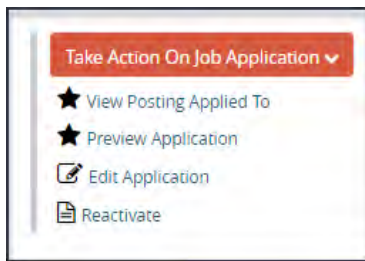 Take Action On Job Application
View Posting Applied To
Preview Application
Edit Application
Reactivate